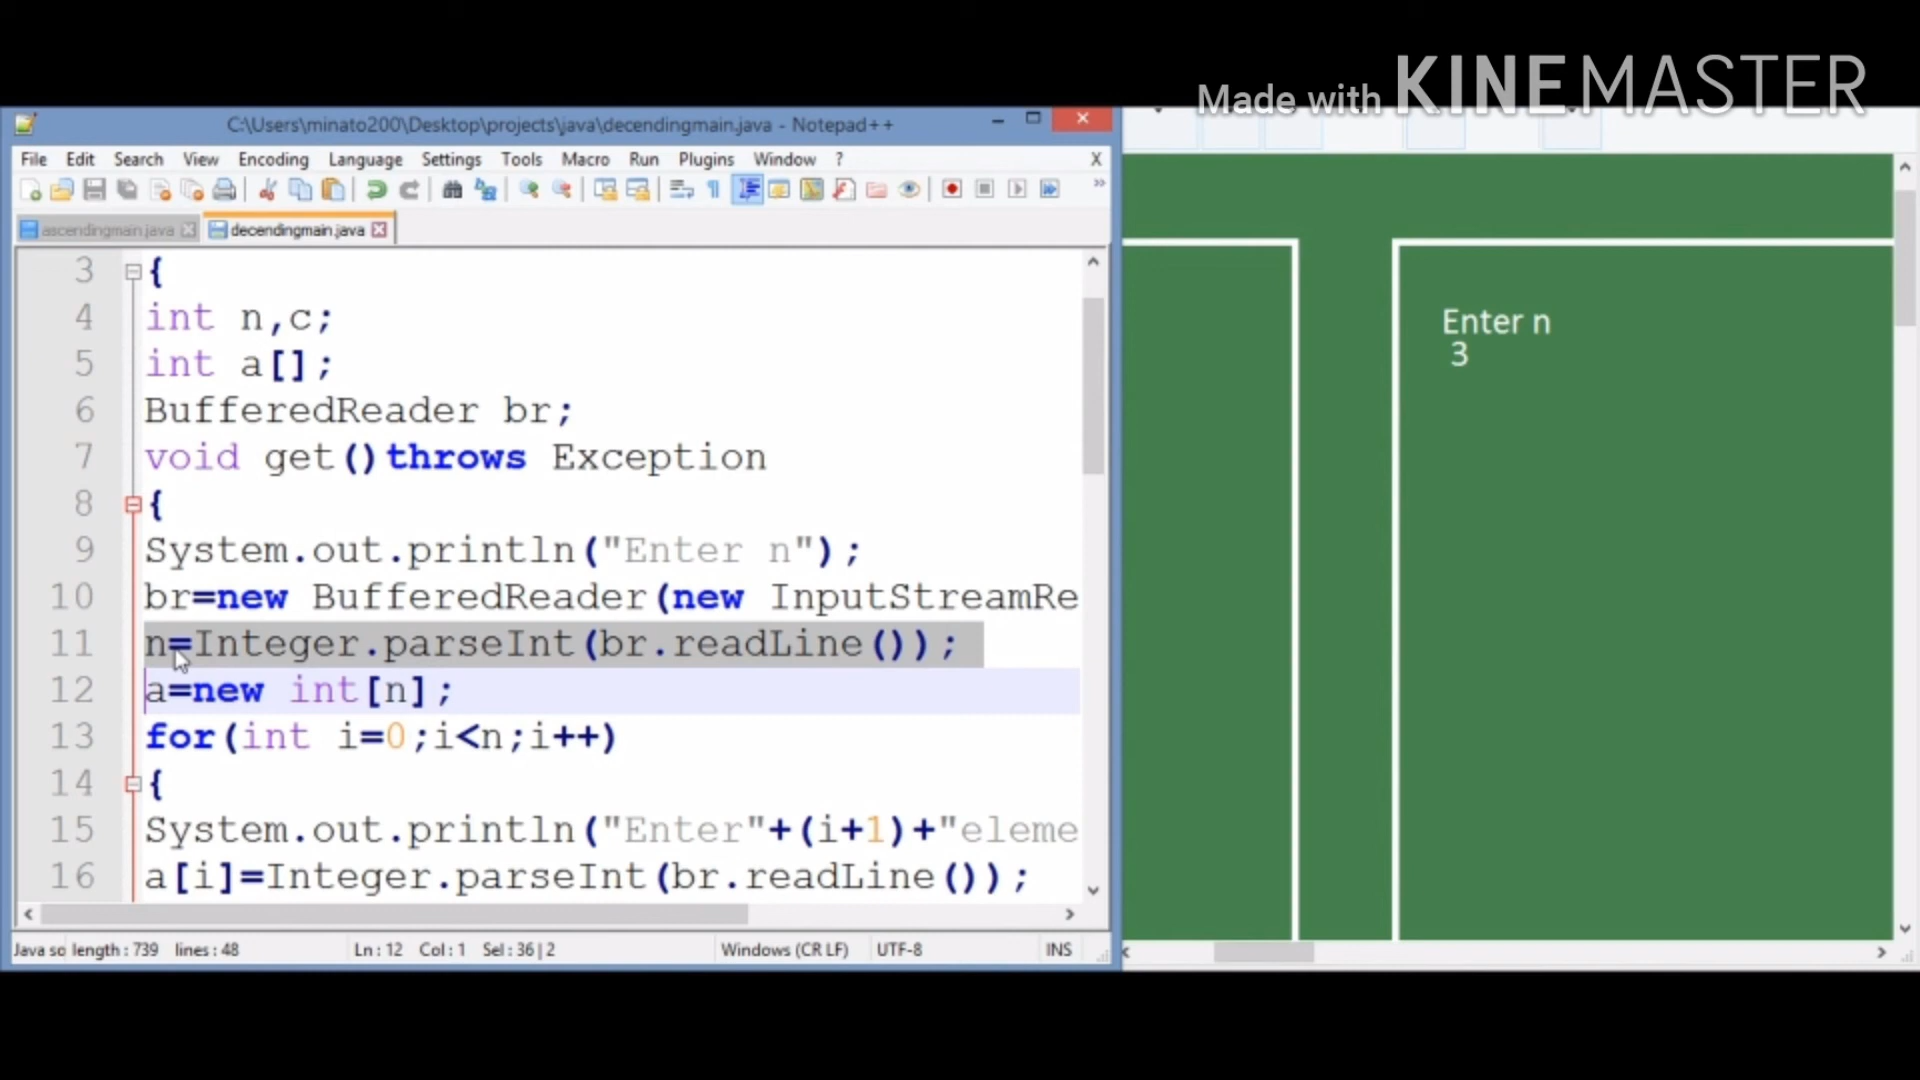 Made with KINEMASTER
C:\Users\minato200\Desktop\projects\java\decendingmain.java - Notepad++
File Edit Search View Encoding Language Settings Tools Macro Run Plugins Window ? X
ascendingmain.java decendingmain.java
3 {
4 int n,c;
5 int a[];
6 BufferedReader br;
7 void get()throws Exception
8 {
9 System.out.println("Enter n");
10 br=new BufferedReader(new InputStreamRe
11 n=Integer.parseInt(br.readLine());
12 a=new int[n];
13 for(int i=0;i<n;i++)
14 {
15 System.out.println("Enter"+(i+1)+"eleme
16 a[i]=Integer.parseInt(br.readLine());
Java so length : 739 lines : 48 Ln : 12 Col : 1 Sel : 36 | 2 Windows (CR LF) UTF-8 INS
Enter n
3